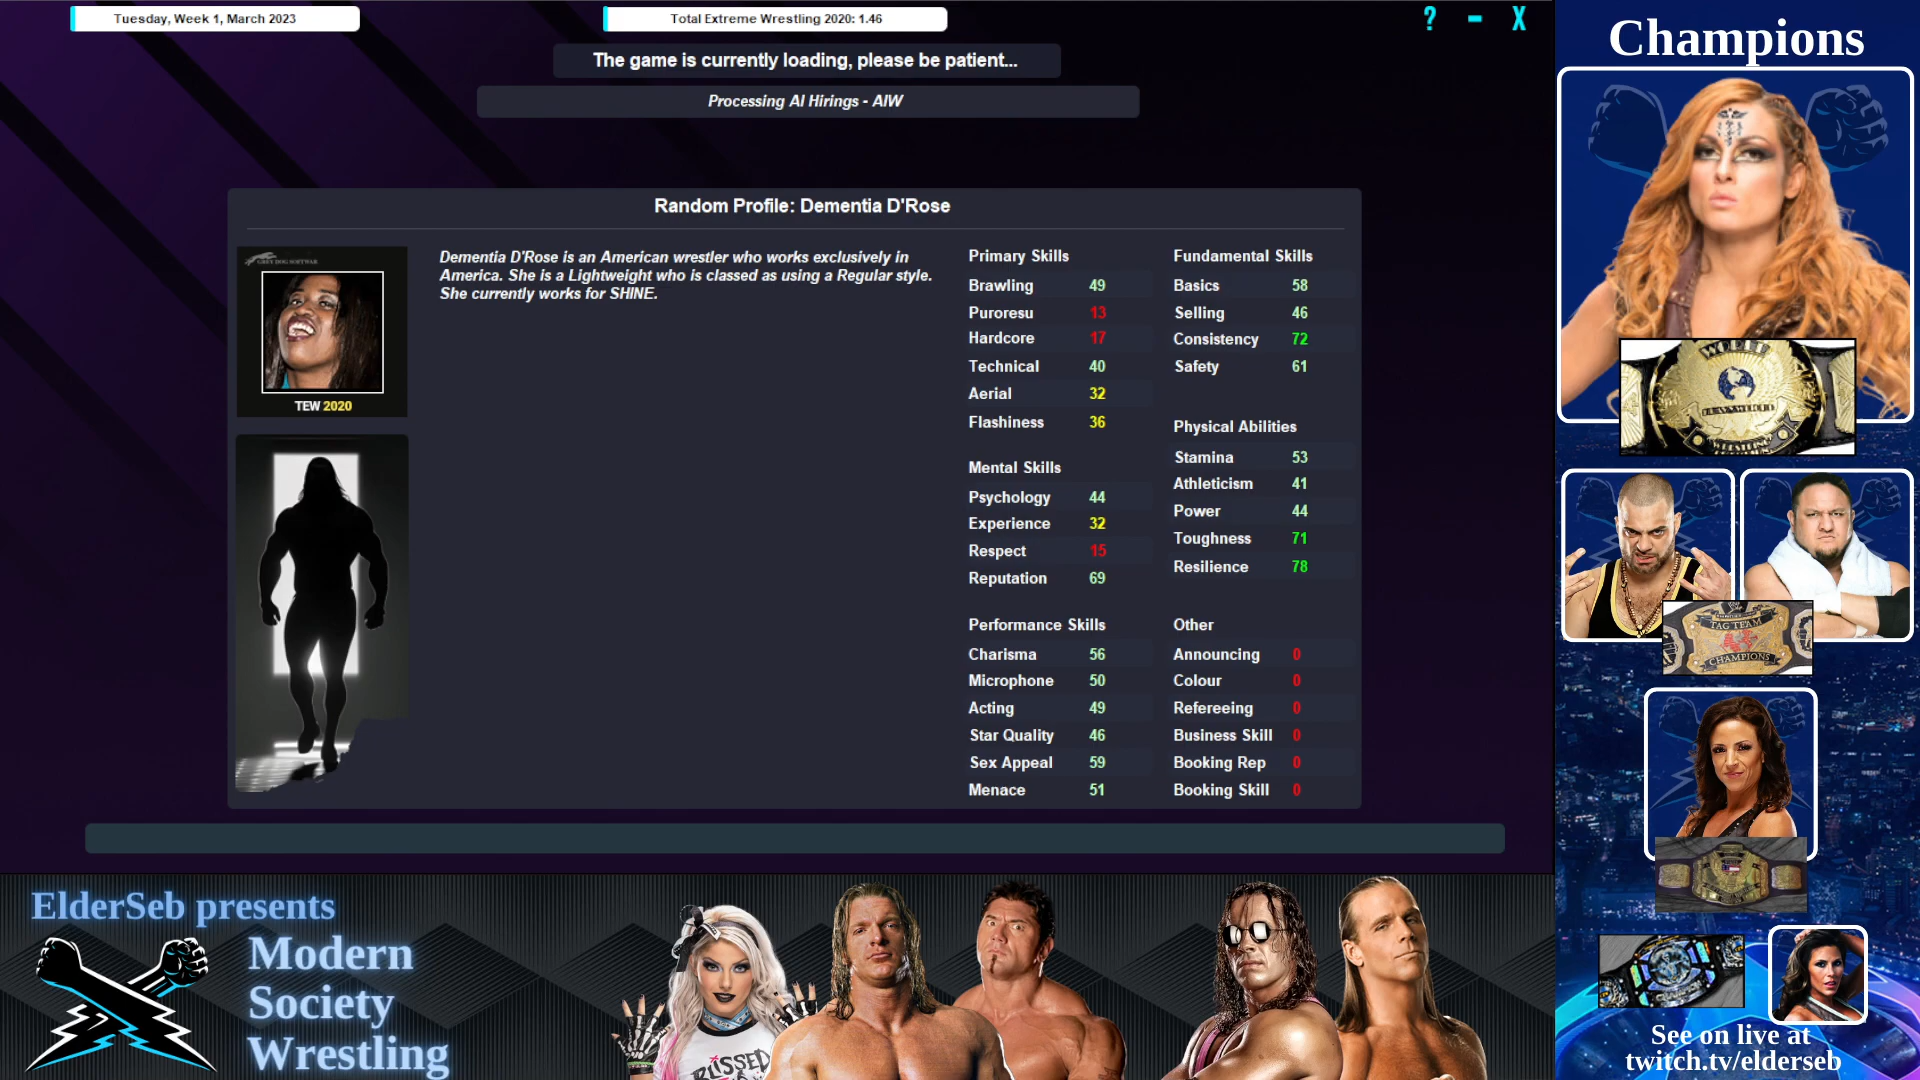 Tuesday, Week 1, March 2023
Total Extreme Wrestling 2020: 1.46
? – X
The game is currently loading, please be patient...
Processing AI Hirings - AIW
Random Profile: Dementia D'Rose
TEW 2020
Dementia D'Rose is an American wrestler who works exclusively in
America. She is a Lightweight who is classed as using a Regular style.
She currently works for SHINE.
Primary Skills
Brawling 49
Puroresu 13
Hardcore 17
Technical 40
Aerial 32
Flashiness 36
Mental Skills
Psychology 44
Experience 32
Respect 15
Reputation 69
Performance Skills
Charisma 56
Microphone 50
Acting 49
Star Quality 46
Sex Appeal 59
Menace 51
Fundamental Skills
Basics 58
Selling 46
Consistency 72
Safety 61
Physical Abilities
Stamina 53
Athleticism 41
Power 44
Toughness 71
Resilience 78
Other
Announcing 0
Colour 0
Refereeing 0
Business Skill 0
Booking Rep 0
Booking Skill 0
Champions
WORLD
HEAVYWEIGHT
WRESTLING
TAG TEAM
CHAMPIONS
See on live at
twitch.tv/elderseb
ElderSeb presents
Modern
Society
Wrestling
BLISSED